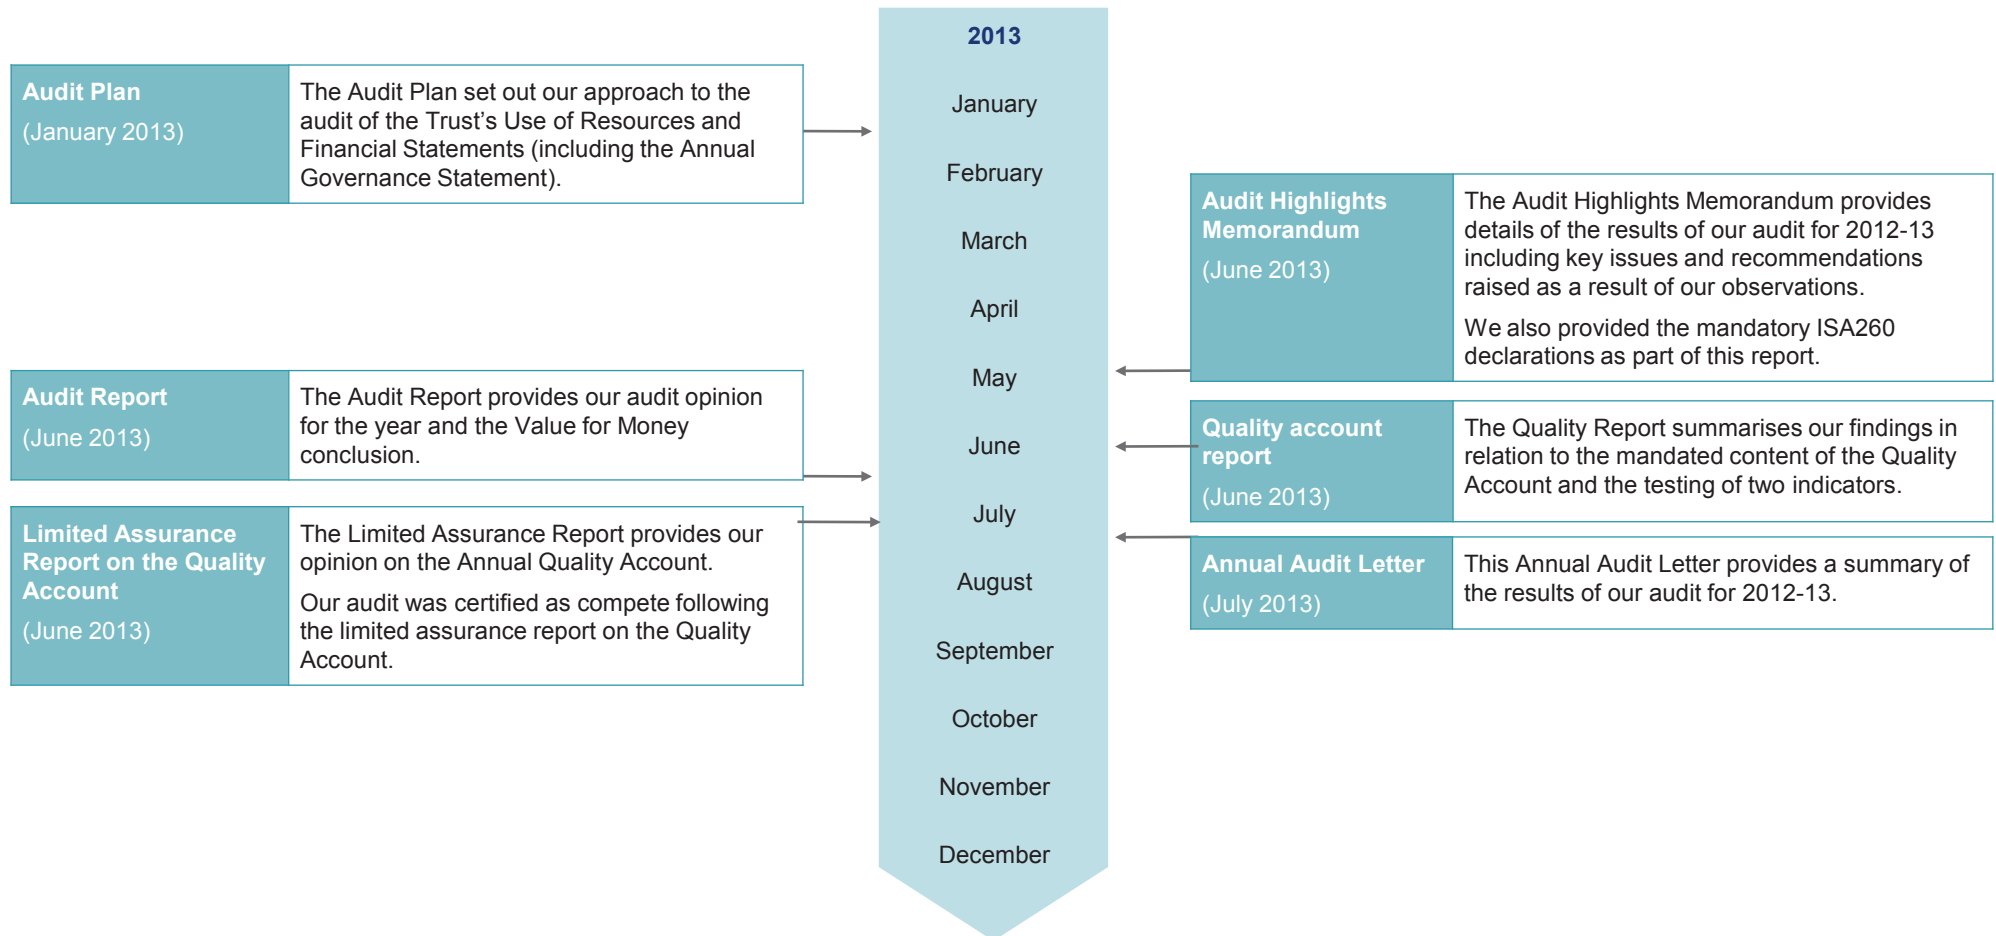 2013
January
February
March
April
May
June
July
August
September
October
November
December
Audit Plan
(January 2013)
The Audit Plan set out our approach to the
audit of the Trust’s Use of Resources and
Financial Statements (including the Annual
Governance Statement).
Audit Report
(June 2013)
The Audit Report provides our audit opinion
for the year and the Value for Money
conclusion.
Limited Assurance
Report on the Quality
Account
(June 2013)
The Limited Assurance Report provides our
opinion on the Annual Quality Account.
Our audit was certified as compete following
the limited assurance report on the Quality
Account.
Audit Highlights
Memorandum
(June 2013)
The Audit Highlights Memorandum provides
details of the results of our audit for 2012-13
including key issues and recommendations
raised as a result of our observations.
We also provided the mandatory ISA260
declarations as part of this report.
Quality account
report
(June 2013)
The Quality Report summarises our findings in
relation to the mandated content of the Quality
Account and the testing of two indicators.
Annual Audit Letter
(July 2013)
This Annual Audit Letter provides a summary of
the results of our audit for 2012-13.